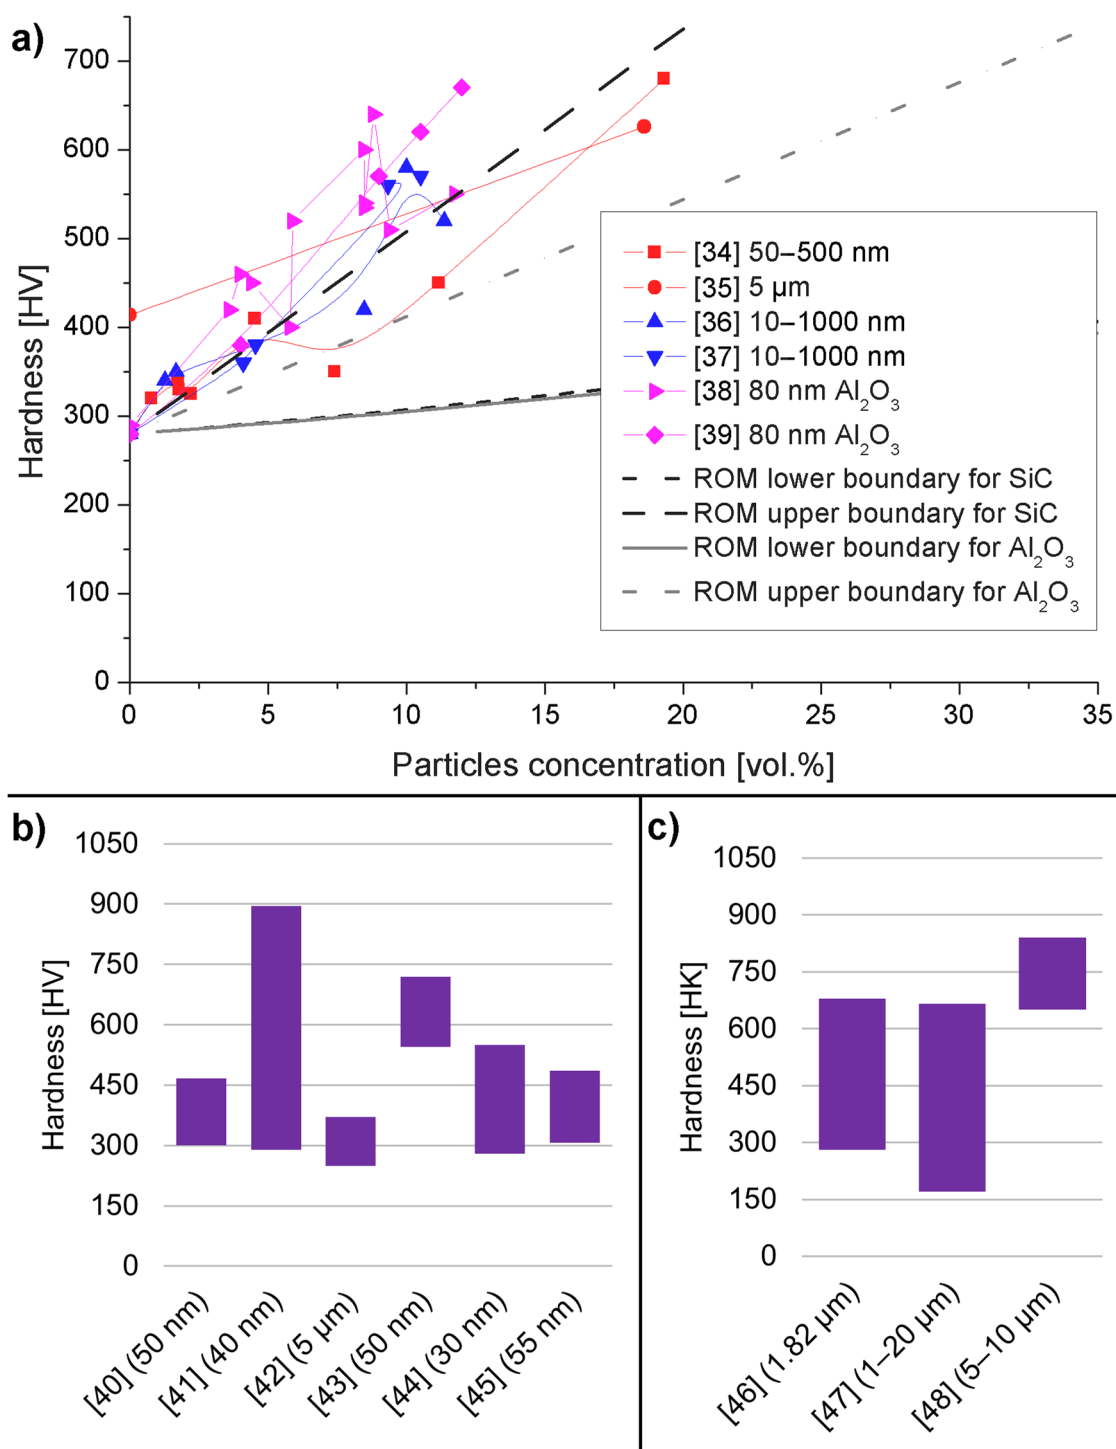 a)
700
600
500
400
300
200
100
0
Hardness [HV]
[34] 50–500 nm
[35] 5 µm
[36] 10–1000 nm
[37] 10–1000 nm
[38] 80 nm Al₂O₃
[39] 80 nm Al₂O₃
ROM lower boundary for SiC
ROM upper boundary for SiC
ROM lower boundary for Al₂O₃
ROM upper boundary for Al₂O₃
0 5 10 15 20 25 30 35
Particles concentration [vol.%]
b)
1050
900
750
600
450
300
150
0
Hardness [HV]
[40] (50 nm)
[41] (40 nm)
[42] (5 µm)
[43] (50 nm)
[44] (30 nm)
[45] (55 nm)
c)
1050
900
750
600
450
300
150
0
Hardness [HK]
[46] (1.82 µm)
[47] (1–20 µm)
[48] (5–10 µm)